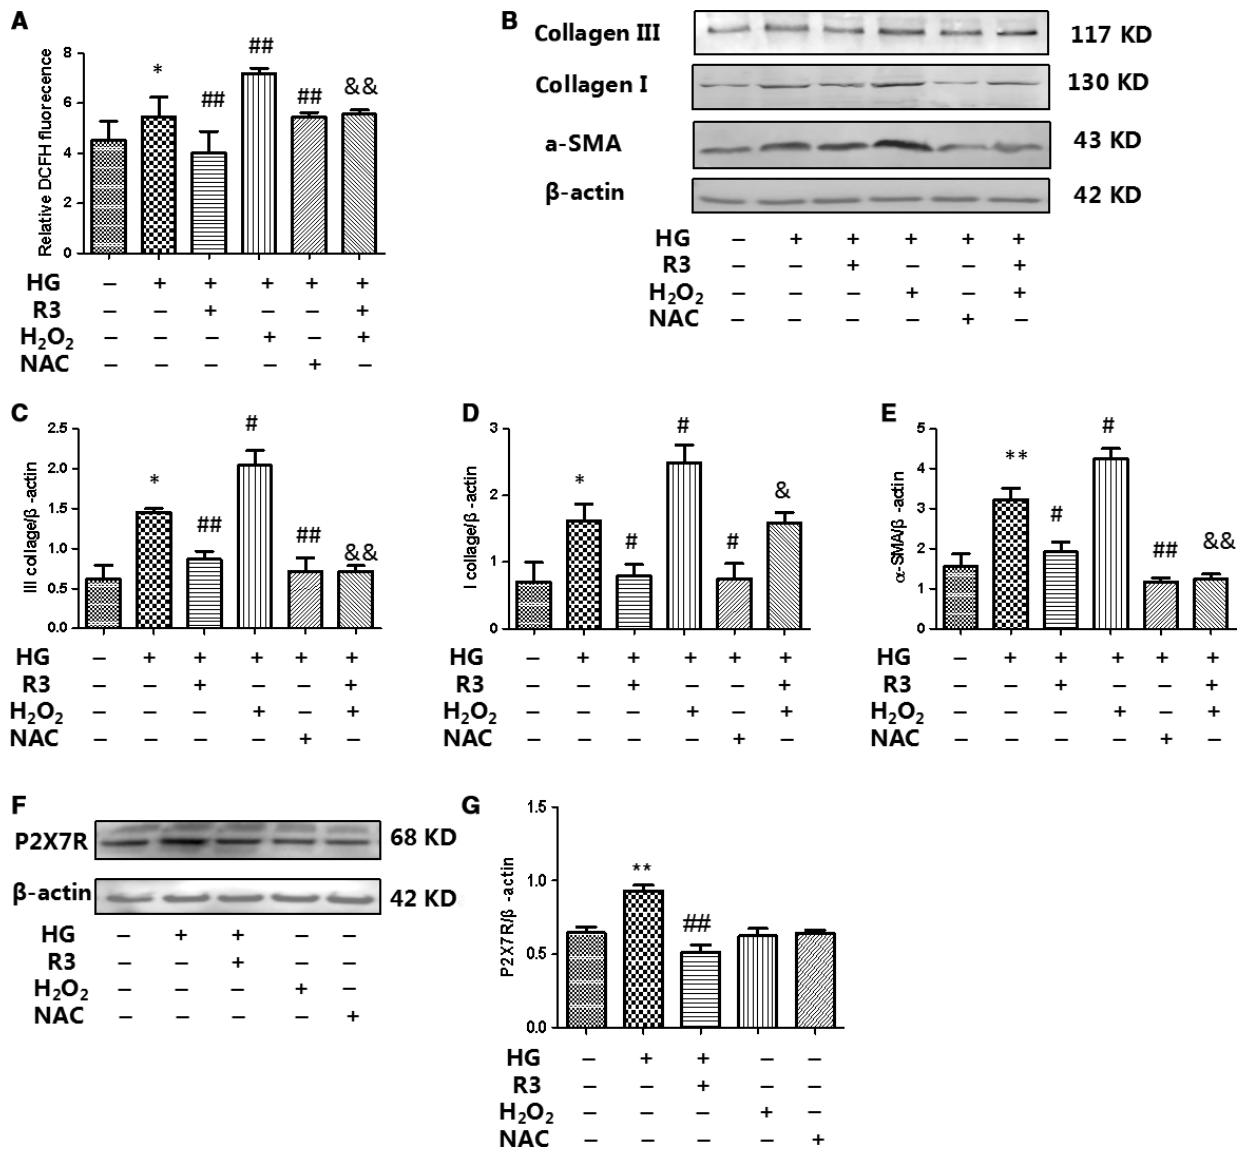 A
Relative DCFH fluorecence
8
6
4
2
0
*
##
##
##
&&
HG – + + + + +
R3 – – + – – +
H₂O₂ – – – + – +
NAC – – – – + –
B
Collagen III 117 KD
Collagen I 130 KD
a-SMA 43 KD
β-actin 42 KD
HG – + + + + +
R3 – – + – – +
H₂O₂ – – – + – +
NAC – – – – + –
C
III collage/β -actin
2.5
2.0
1.5
1.0
0.5
0.0
*
##
#
##
&&
HG – + + + + +
R3 – – + – – +
H₂O₂ – – – + – +
NAC – – – – + –
D
I collage/β -actin
3
2
1
0
*
#
#
#
&
– + + + + +
– – + – – +
– – – + – +
– – – – + –
HG
R3
H₂O₂
NAC
E
α-SMA/β -actin
5
4
3
2
1
0
**
#
#
##
&&
HG – + + + + +
R3 – – + – – +
H₂O₂ – – – + – +
NAC – – – – + –
F
P2X7R 68 KD
β-actin 42 KD
HG – + + – –
R3 – – + – –
H₂O₂ – – – + –
NAC – – – – +
G
P2X7R/β -actin
1.5
1.0
0.5
0.0
**
##
HG – + + – –
R3 – – + – –
H₂O₂ – – – + –
NAC – – – – +